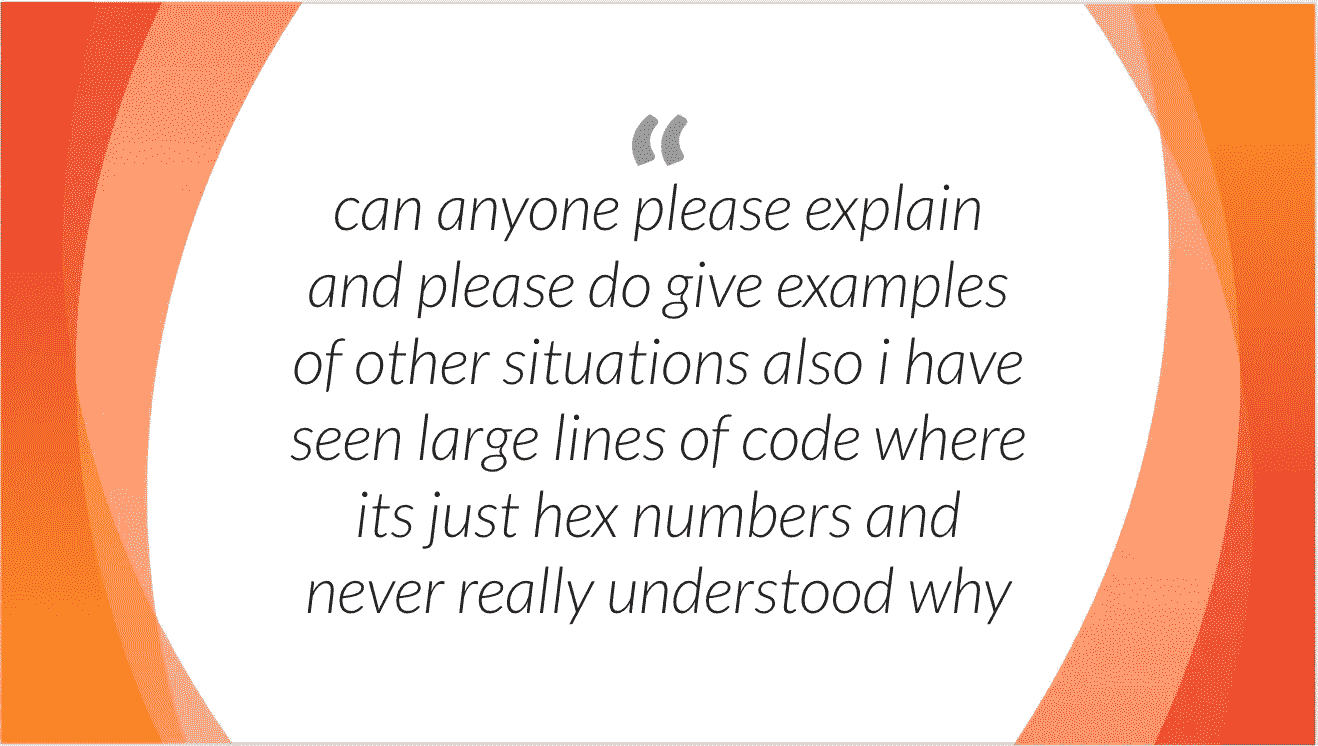 “
can anyone please explain
and please do give examples
of other situations also i have
seen large lines of code where
its just hex numbers and
never really understood why